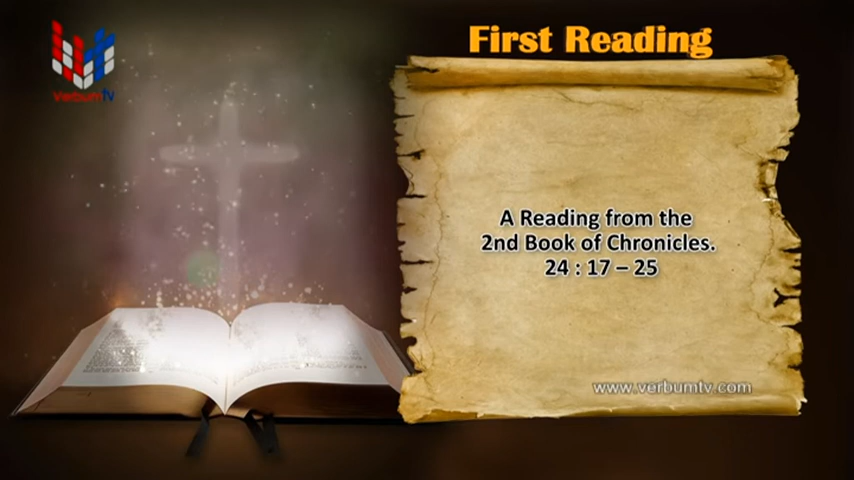 First Reading
VerbumTV
A Reading from the
2nd Book of Chronicles.
24 : 17 – 25
www.verbumtv.com